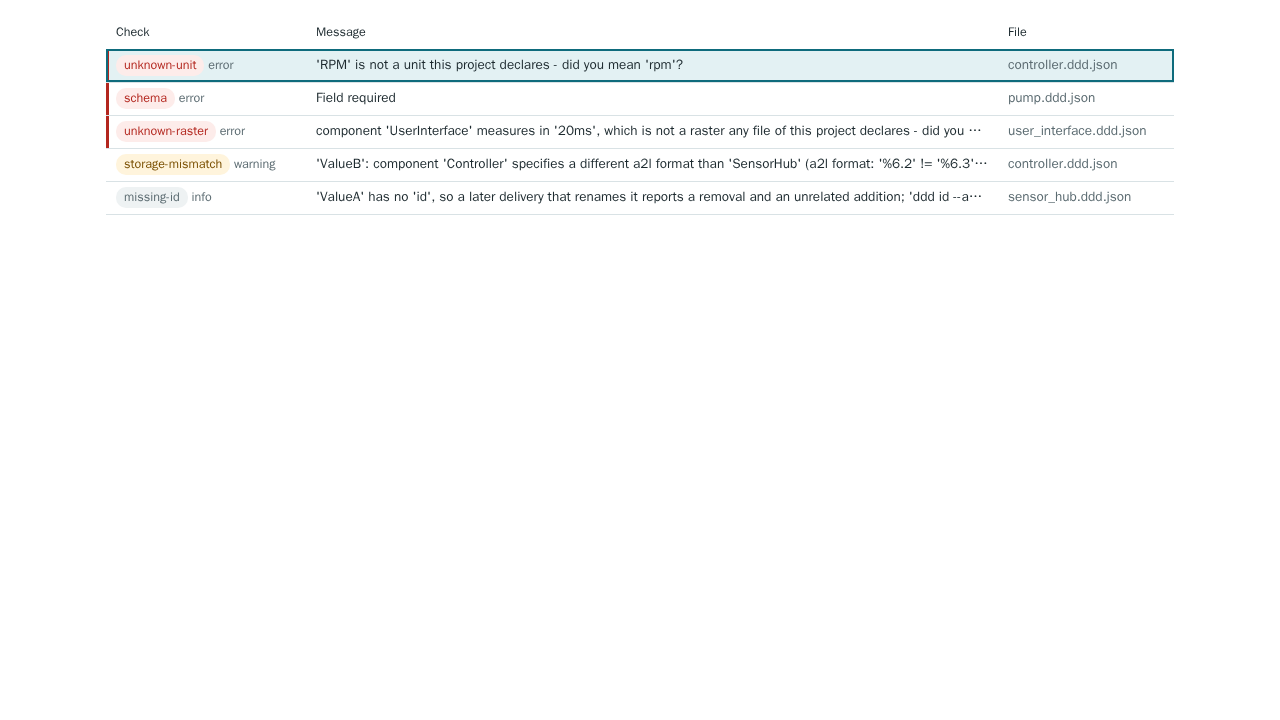 Check Message File
unknown-unit error 'RPM' is not a unit this project declares - did you mean 'rpm'? controller.ddd.json
schema error Field required pump.ddd.json
unknown-raster error component 'UserInterface' measures in '20ms', which is not a raster any file of this project declares - did you ··· user_interface.ddd.json
storage-mismatch warning 'ValueB': component 'Controller' specifies a different a2l format than 'SensorHub' (a2l format: '%6.2' != '%6.3'··· controller.ddd.json
missing-id info 'ValueA' has no 'id', so a later delivery that renames it reports a removal and an unrelated addition; 'ddd id --a··· sensor_hub.ddd.json